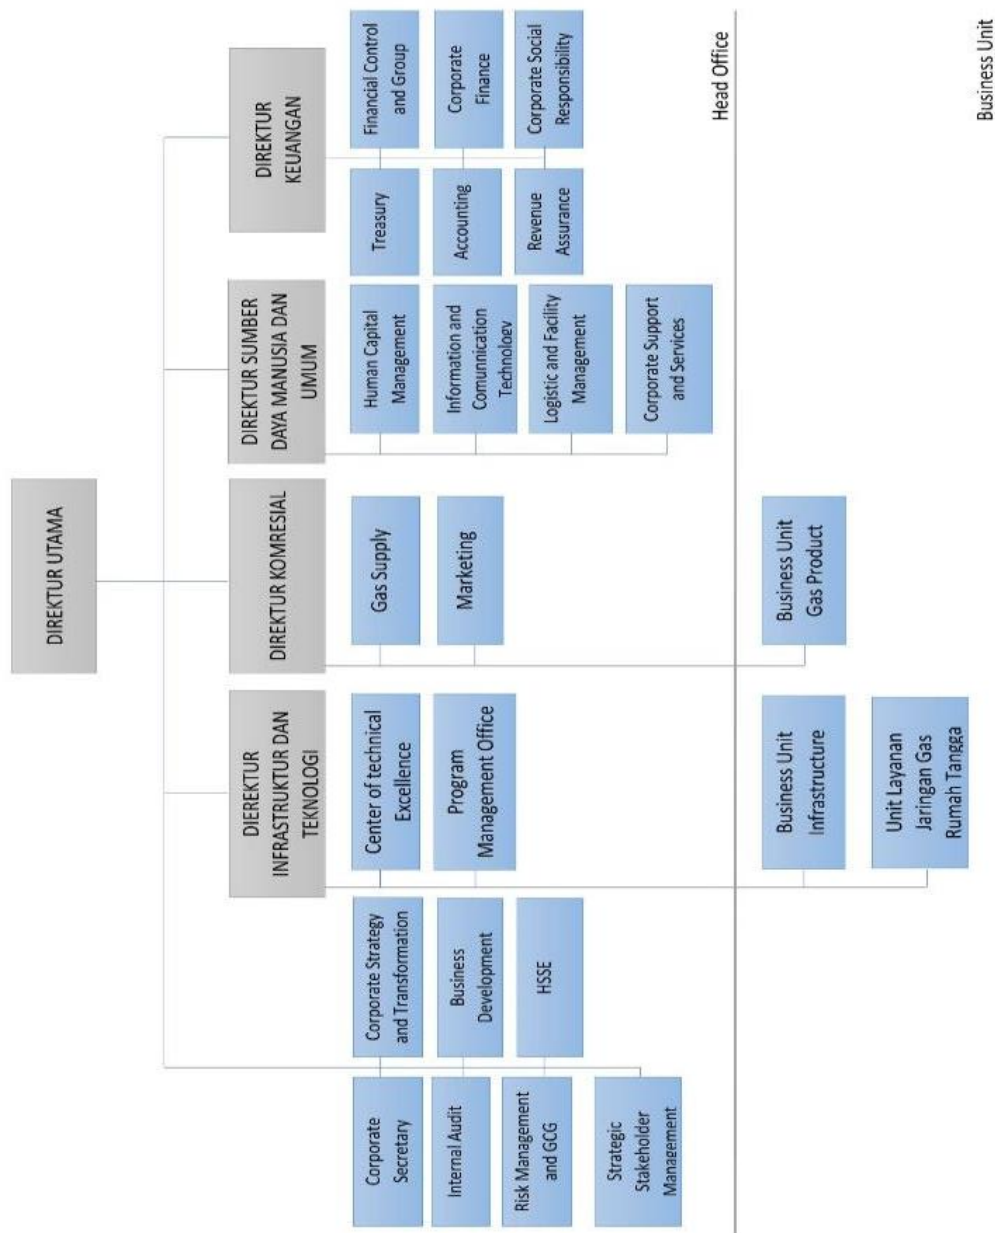 DIREKTUR UTAMA
DIEREKTUR
INFRASTRUKTUR DAN
TEKNOLOGI
DIREKTUR KOMRESIAL
DIREKTUR SUMBER
DAYA MANUSIA DAN
UMUM
DIREKTUR
KEUANGAN
Corporate
Secretary
Corporate Strategy
and Transformation
Internal Audit
Business
Development
Risk Management
and GCG
HSSE
Strategic
Stakeholder
Management
Center of technical
Excellence
Program
Management Office
Gas Supply
Marketing
Human Capital
Management
Information and
Comunnication
Technology
Logistic and Facility
Management
Corporate Support
and Services
Treasury
Financial Control
and Group
Accounting
Corporate
Finance
Revenue
Assurance
Corporate Social
Responsibility
Head Office
Business Unit
Infrastructure
Business Unit
Gas Product
Unit Layanan
Jaringan Gas
Rumah Tangga
Business Unit